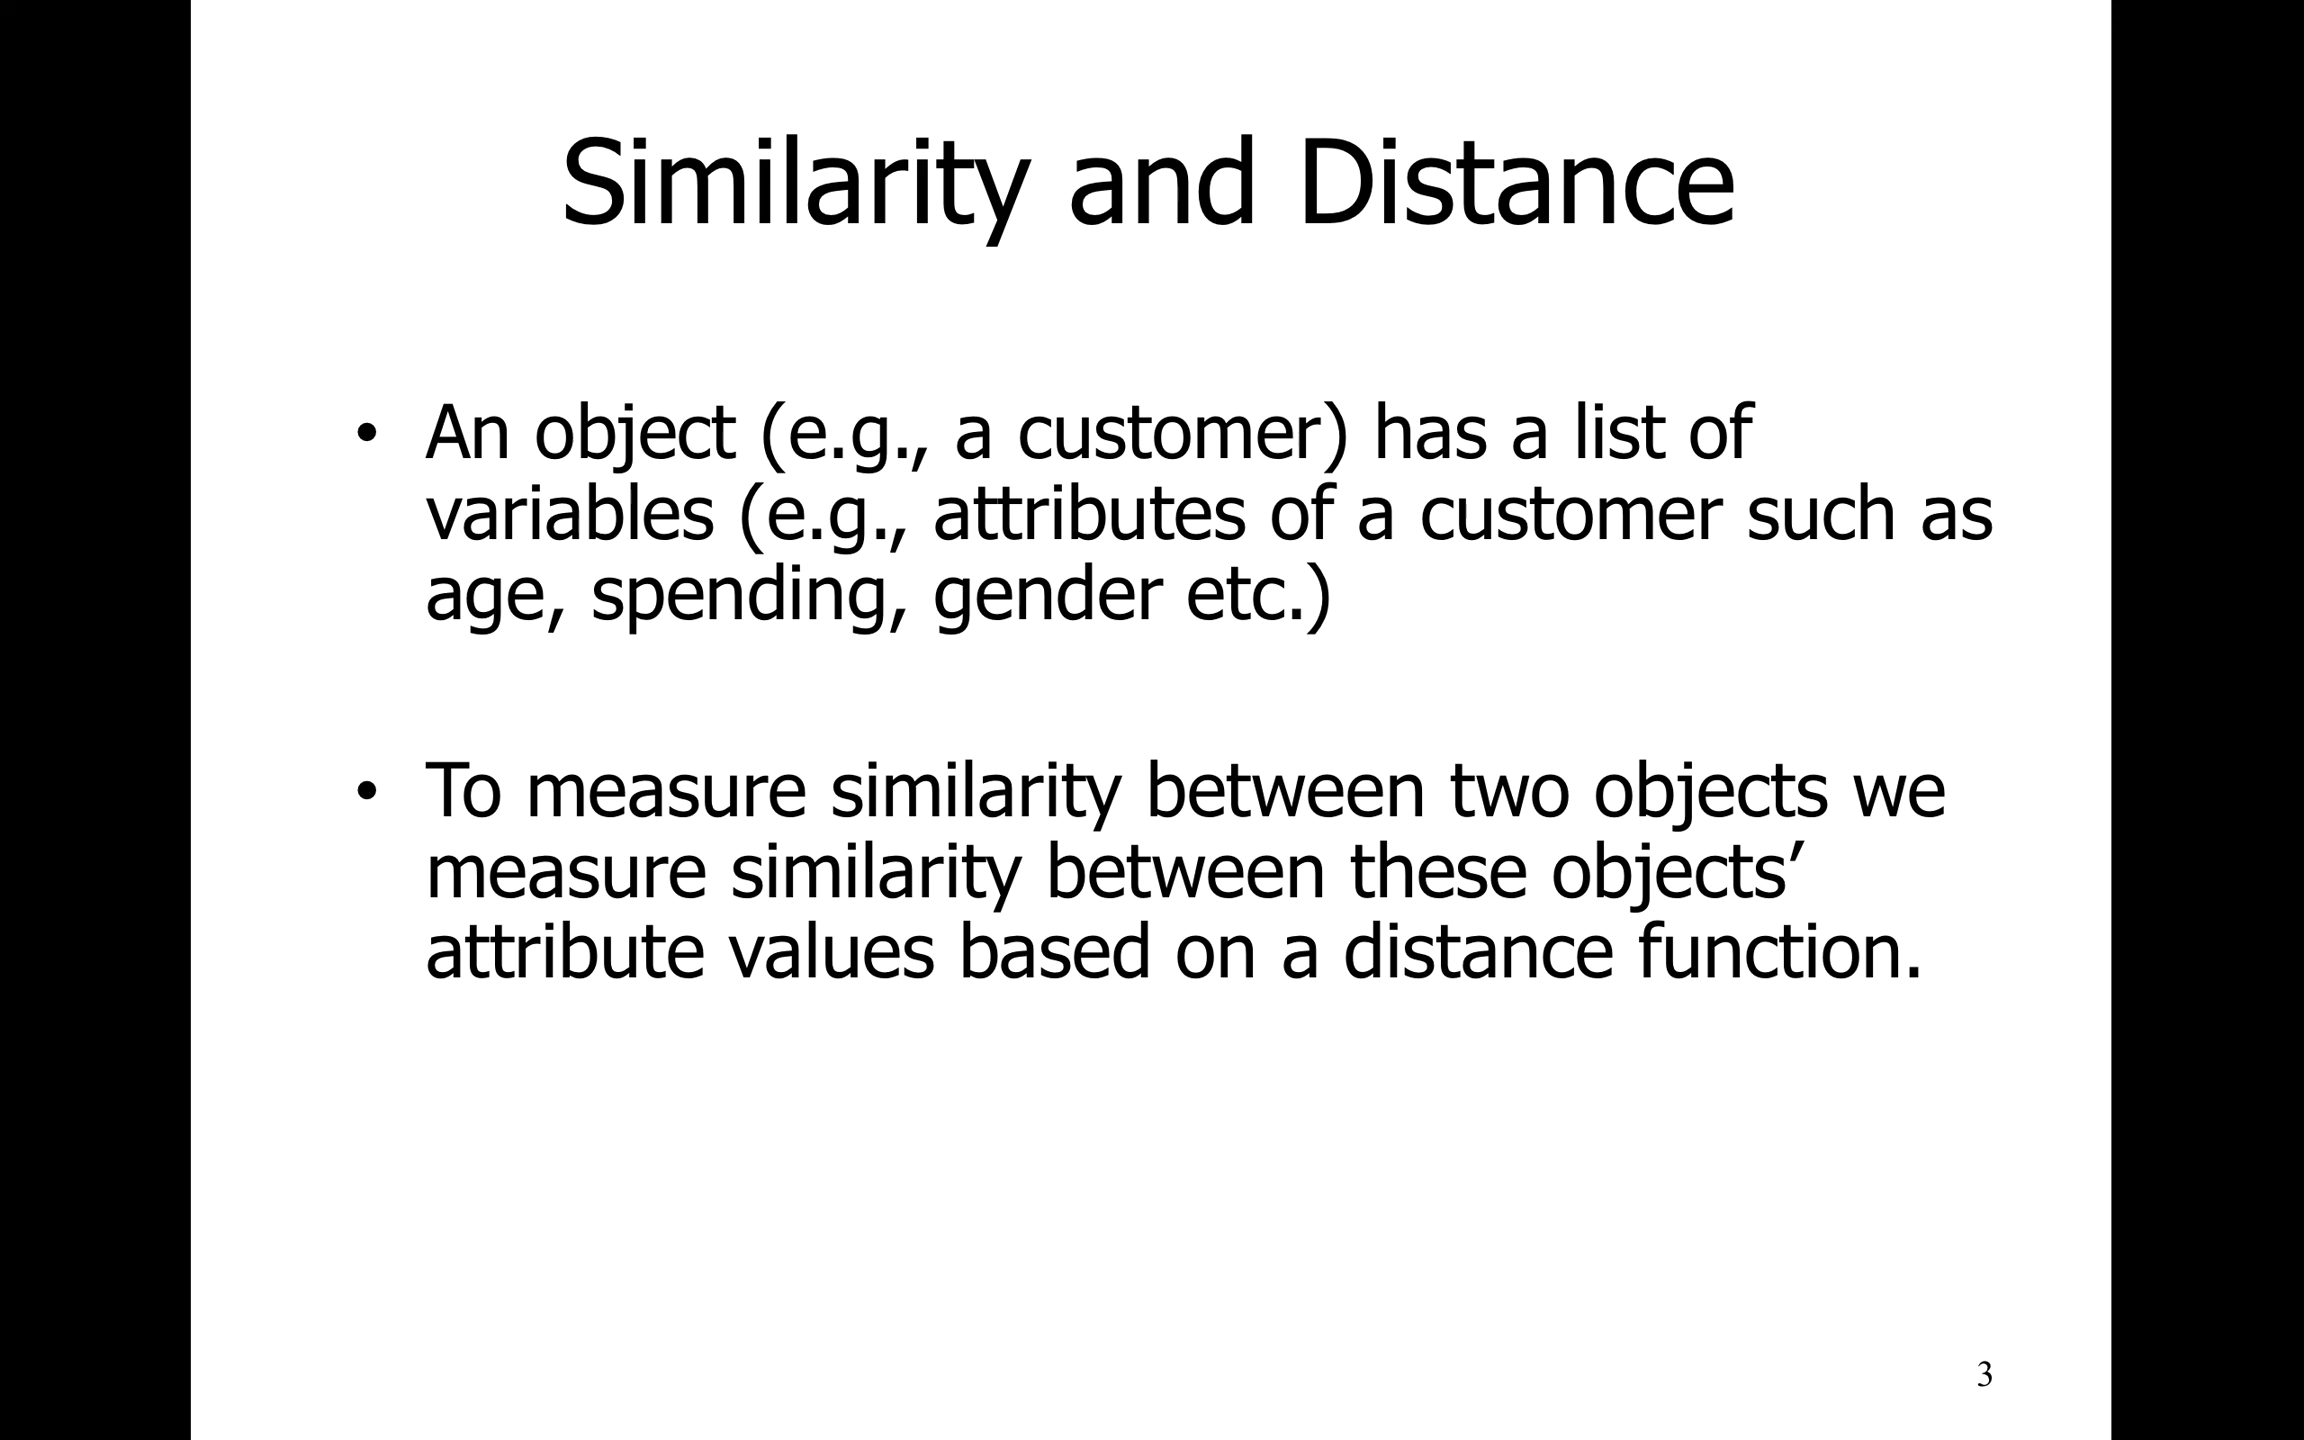 Similarity and Distance
• An object (e.g., a customer) has a list of
variables (e.g., attributes of a customer such as
age, spending, gender etc.)
• To measure similarity between two objects we
measure similarity between these objects’
attribute values based on a distance function.
3